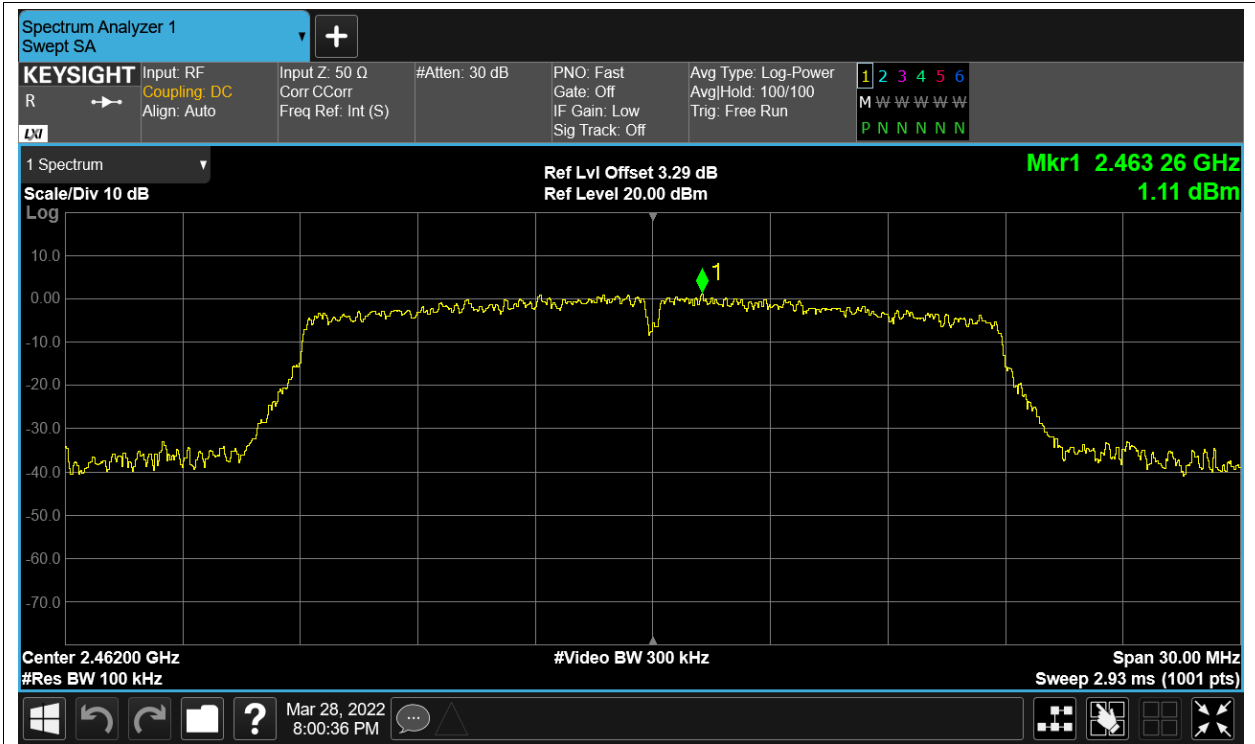 Spectrum Analyzer 1
Swept SA
KEYSIGHT
R
LXI
Input: RF
Coupling: DC
Align: Auto
Input Z: 50 Ω
Corr CCorr
Freq Ref: Int (S)
#Atten: 30 dB
PNO: Fast
Gate: Off
IF Gain: Low
Sig Track: Off
Avg Type: Log-Power
Avg|Hold: 100/100
Trig: Free Run
1 2 3 4 5 6
M W W W W W
P N N N N N
1 Spectrum
Scale/Div 10 dB
Log
Ref Lvl Offset 3.29 dB
Ref Level 20.00 dBm
Mkr1 2.463 26 GHz
1.11 dBm
1
10.0
0.00
-10.0
-20.0
-30.0
-40.0
-50.0
-60.0
-70.0
Center 2.46200 GHz
#Res BW 100 kHz
#Video BW 300 kHz
Span 30.00 MHz
Sweep 2.93 ms (1001 pts)
?
Mar 28, 2022
8:00:36 PM